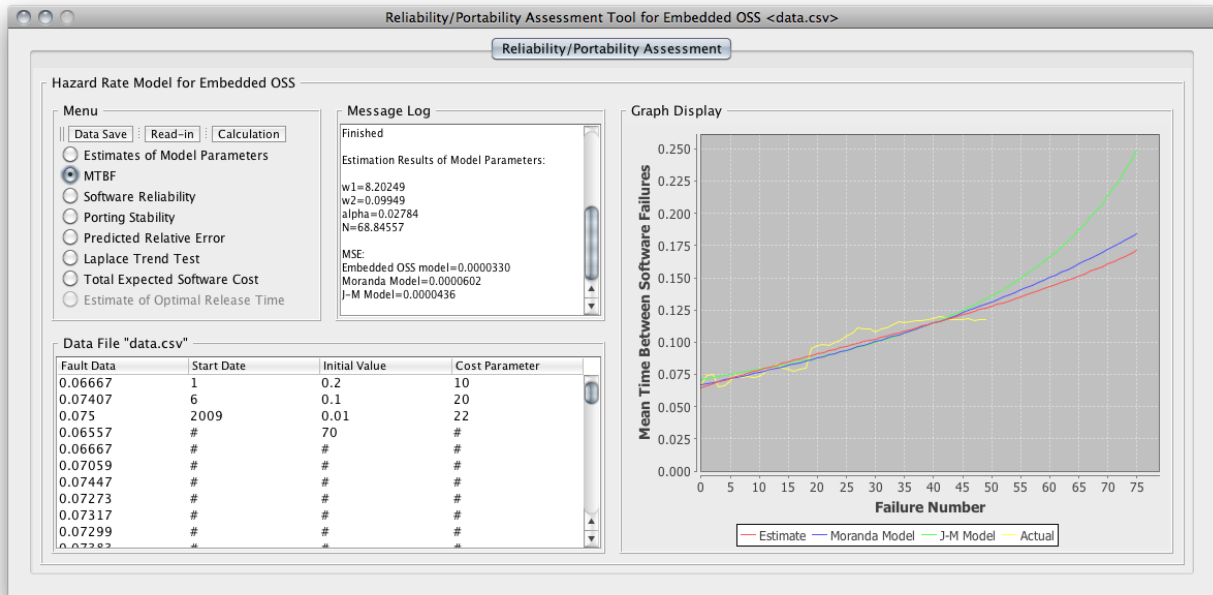 Reliability/Portability Assessment Tool for Embedded OSS <data.csv>
Reliability/Portability Assessment
Hazard Rate Model for Embedded OSS
Menu
Data Save Read-in Calculation
Estimates of Model Parameters
MTBF
Software Reliability
Porting Stability
Predicted Relative Error
Laplace Trend Test
Total Expected Software Cost
Estimate of Optimal Release Time
Message Log
Finished
Estimation Results of Model Parameters:
w1=8.20249
w2=0.09949
alpha=0.02784
N=68.84557
MSE:
Embedded OSS model=0.0000330
Moranda Model=0.0000602
J-M Model=0.0000436
Data File "data.csv"
Fault Data Start Date Initial Value Cost Parameter
0.06667 1 0.2 10
0.07407 6 0.1 20
0.075 2009 0.01 22
0.06557 # 70 #
0.06667 # # #
0.07059 # # #
0.07447 # # #
0.07273 # # #
0.07317 # # #
0.07299 # # #
0.07383 # # #
Graph Display
Mean Time Between Software Failures
0.250
0.225
0.200
0.175
0.150
0.125
0.100
0.075
0.050
0.025
0.000
0 5 10 15 20 25 30 35 40 45 50 55 60 65 70 75
Failure Number
Estimate Moranda Model J-M Model Actual